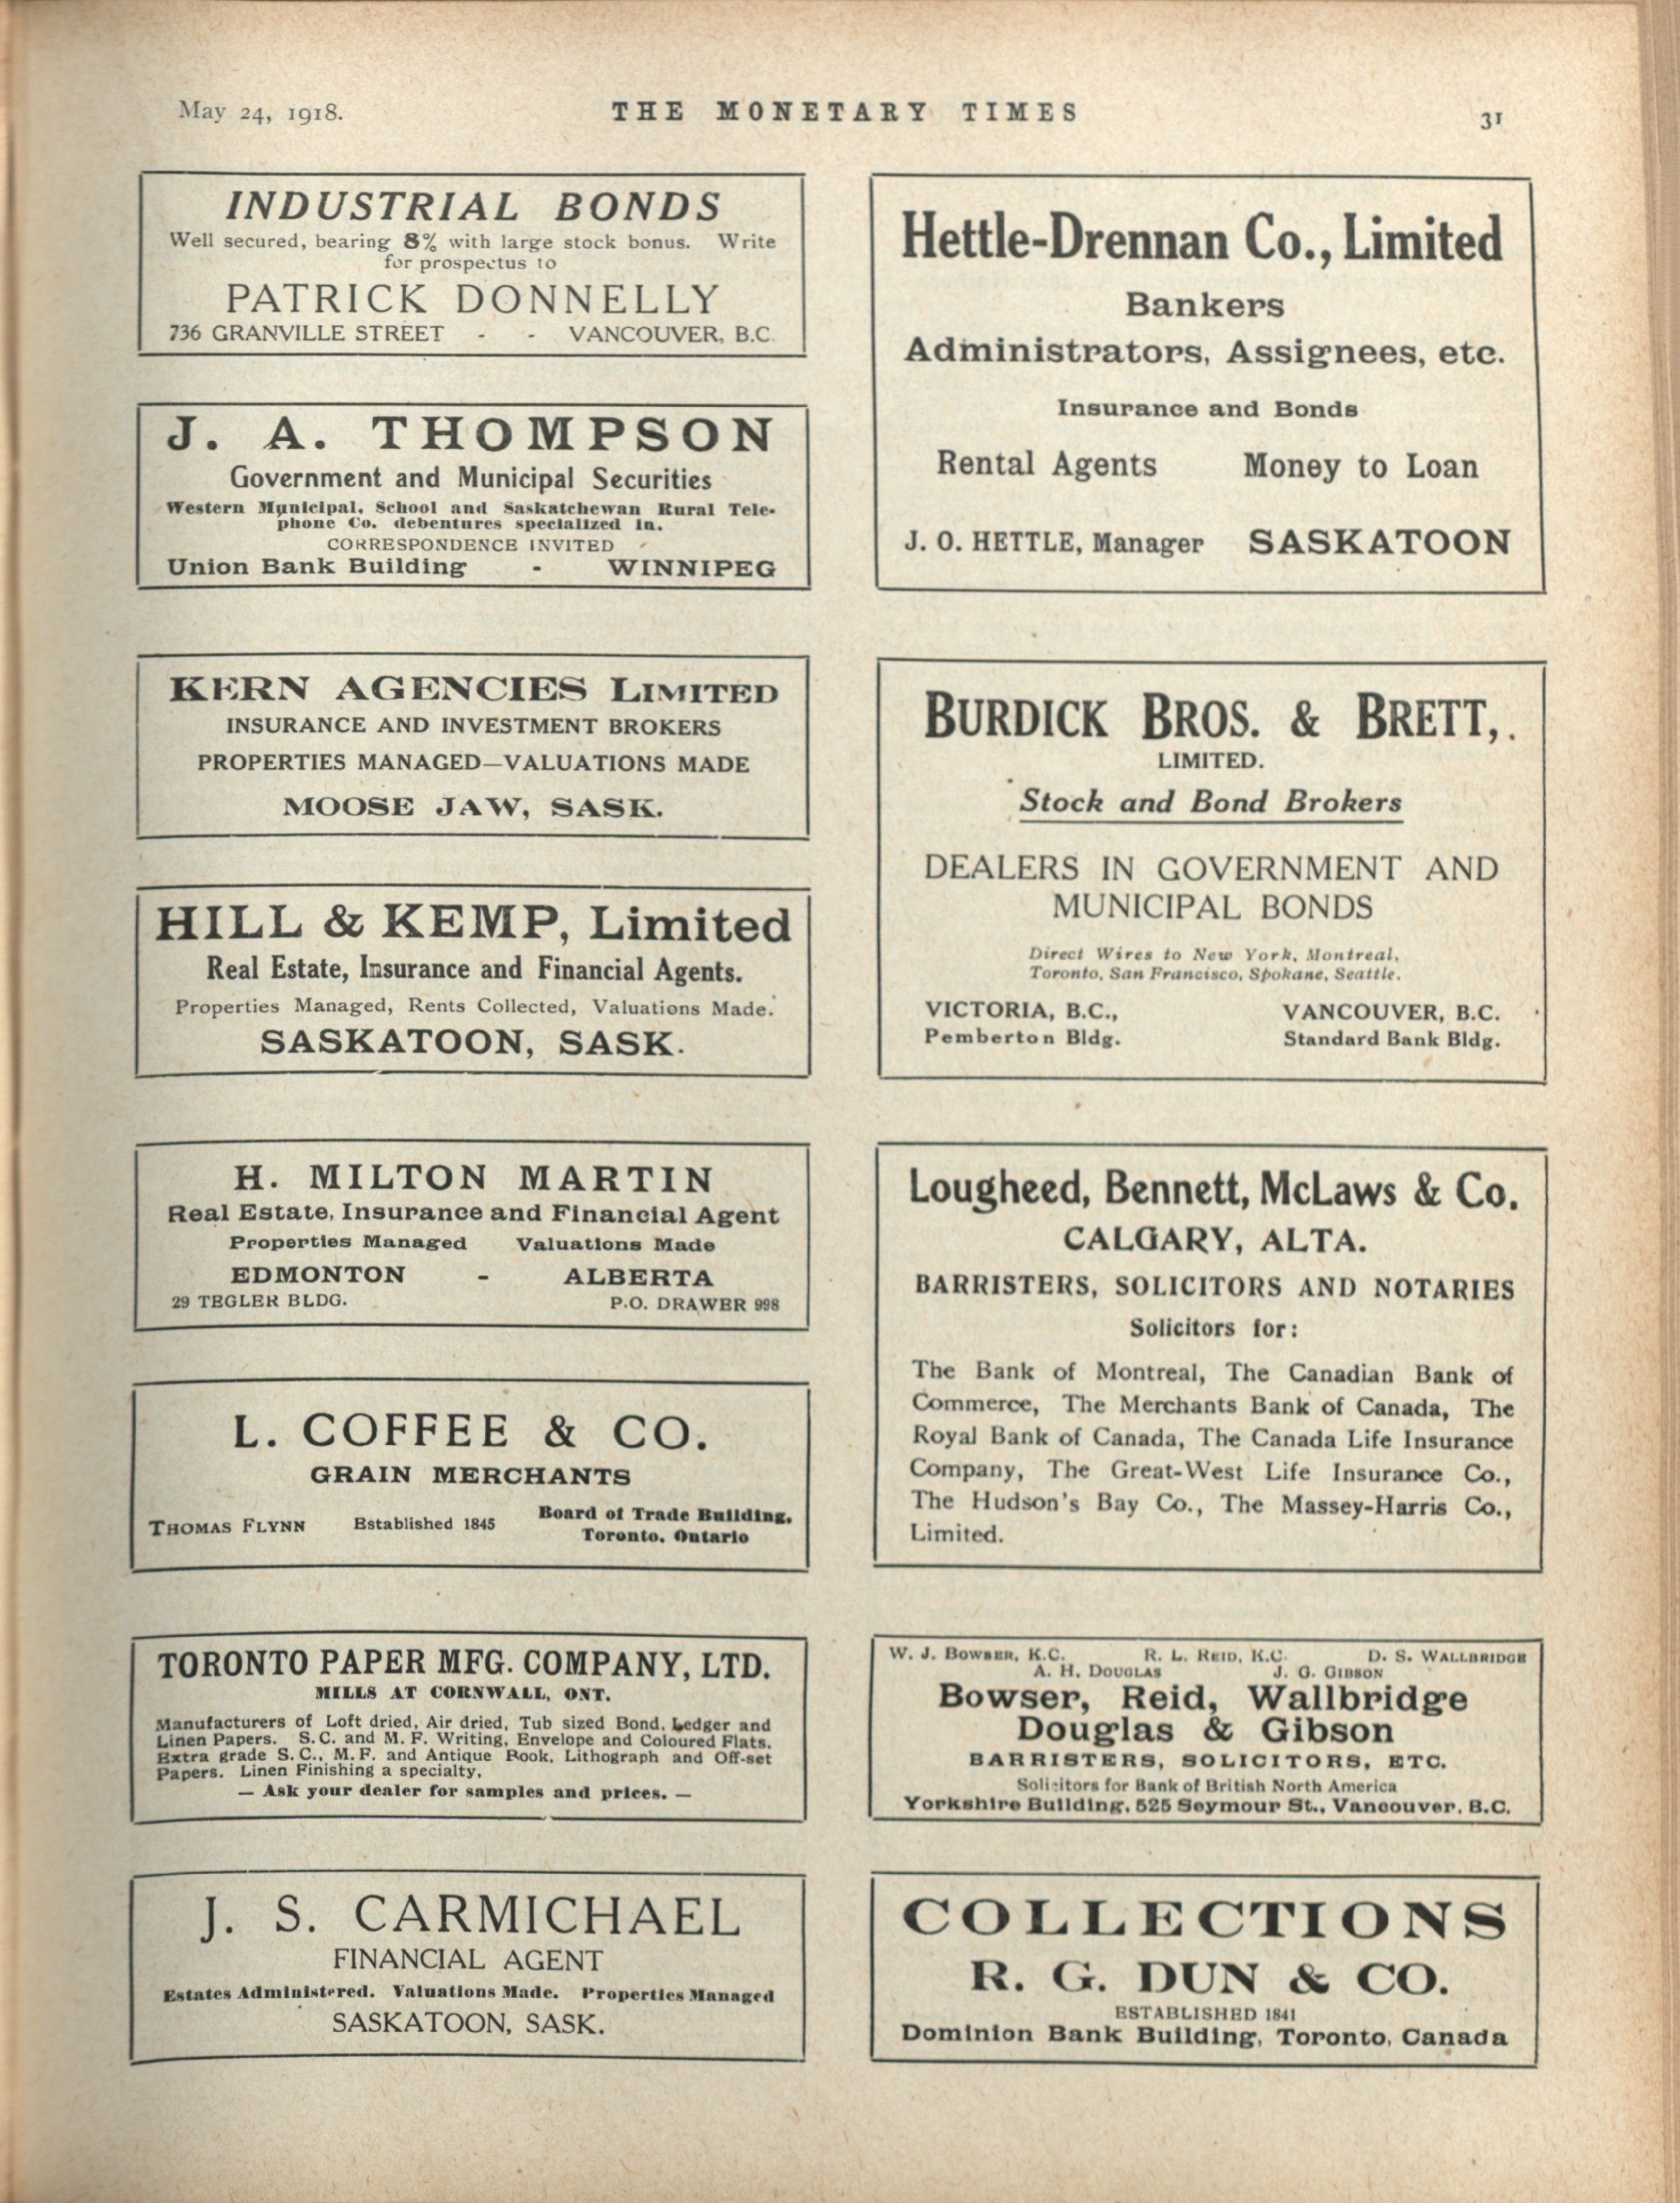 May 24, 1918.
THE MONETARY TIMES
31
INDUSTRIAL BONDS
Well secured, bearing 8% with large stock bonus. Write
for prospectus to
PATRICK DONNELLY
736 GRANVILLE STREET - - VANCOUVER, B.C.
J. A. THOMPSON
Government and Municipal Securities
Western Municipal, School and Saskatchewan Rural Tele-
phone Co. debentures specialized in.
CORRESPONDENCE INVITED
Union Bank Building - WINNIPEG
KERN AGENCIES LIMITED
INSURANCE AND INVESTMENT BROKERS
PROPERTIES MANAGED—VALUATIONS MADE
MOOSE JAW, SASK.
HILL & KEMP, Limited
Real Estate, Insurance and Financial Agents.
Properties Managed, Rents Collected, Valuations Made.
SASKATOON, SASK.
H. MILTON MARTIN
Real Estate, Insurance and Financial Agent
Properties Managed Valuations Made
EDMONTON - ALBERTA
29 TEGLER BLDG. P.O. DRAWER 998
L. COFFEE & CO.
GRAIN MERCHANTS
THOMAS FLYNN Established 1845 Board of Trade Building,
Toronto, Ontario
TORONTO PAPER MFG. COMPANY, LTD.
MILLS AT CORNWALL, ONT.
Manufacturers of Loft dried, Air dried, Tub sized Bond, Ledger and
Linen Papers. S.C. and M. F. Writing, Envelope and Coloured Flats.
Extra grade S.C., M.F. and Antique Book, Lithograph and Off-set
Papers. Linen Finishing a specialty.
— Ask your dealer for samples and prices. —
J. S. CARMICHAEL
FINANCIAL AGENT
Estates Administered. Valuations Made. Properties Managed
SASKATOON, SASK.
Hettle-Drennan Co., Limited
Bankers
Administrators, Assignees, etc.
Insurance and Bonds
Rental Agents Money to Loan
J. O. HETTLE, Manager SASKATOON
BURDICK BROS. & BRETT,.
LIMITED.
Stock and Bond Brokers
DEALERS IN GOVERNMENT AND
MUNICIPAL BONDS
Direct Wires to New York, Montreal,
Toronto, San Francisco, Spokane, Seattle.
VICTORIA, B.C., VANCOUVER, B.C.
Pemberton Bldg. Standard Bank Bldg.
Lougheed, Bennett, McLaws & Co.
CALGARY, ALTA.
BARRISTERS, SOLICITORS AND NOTARIES
Solicitors for:
The Bank of Montreal, The Canadian Bank of
Commerce, The Merchants Bank of Canada, The
Royal Bank of Canada, The Canada Life Insurance
Company, The Great-West Life Insurance Co.,
The Hudson's Bay Co., The Massey-Harris Co.,
Limited.
W. J. BOWSER, K.C. R. L. REID, K.C. D. S. WALLBRIDGE
A. H. DOUGLAS J. G. GIBSON
Bowser, Reid, Wallbridge
Douglas & Gibson
BARRISTERS, SOLICITORS, ETC.
Solicitors for Bank of British North America
Yorkshire Building, 525 Seymour St., Vancouver, B.C.
COLLECTIONS
R. G. DUN & CO.
ESTABLISHED 1841
Dominion Bank Building, Toronto, Canada